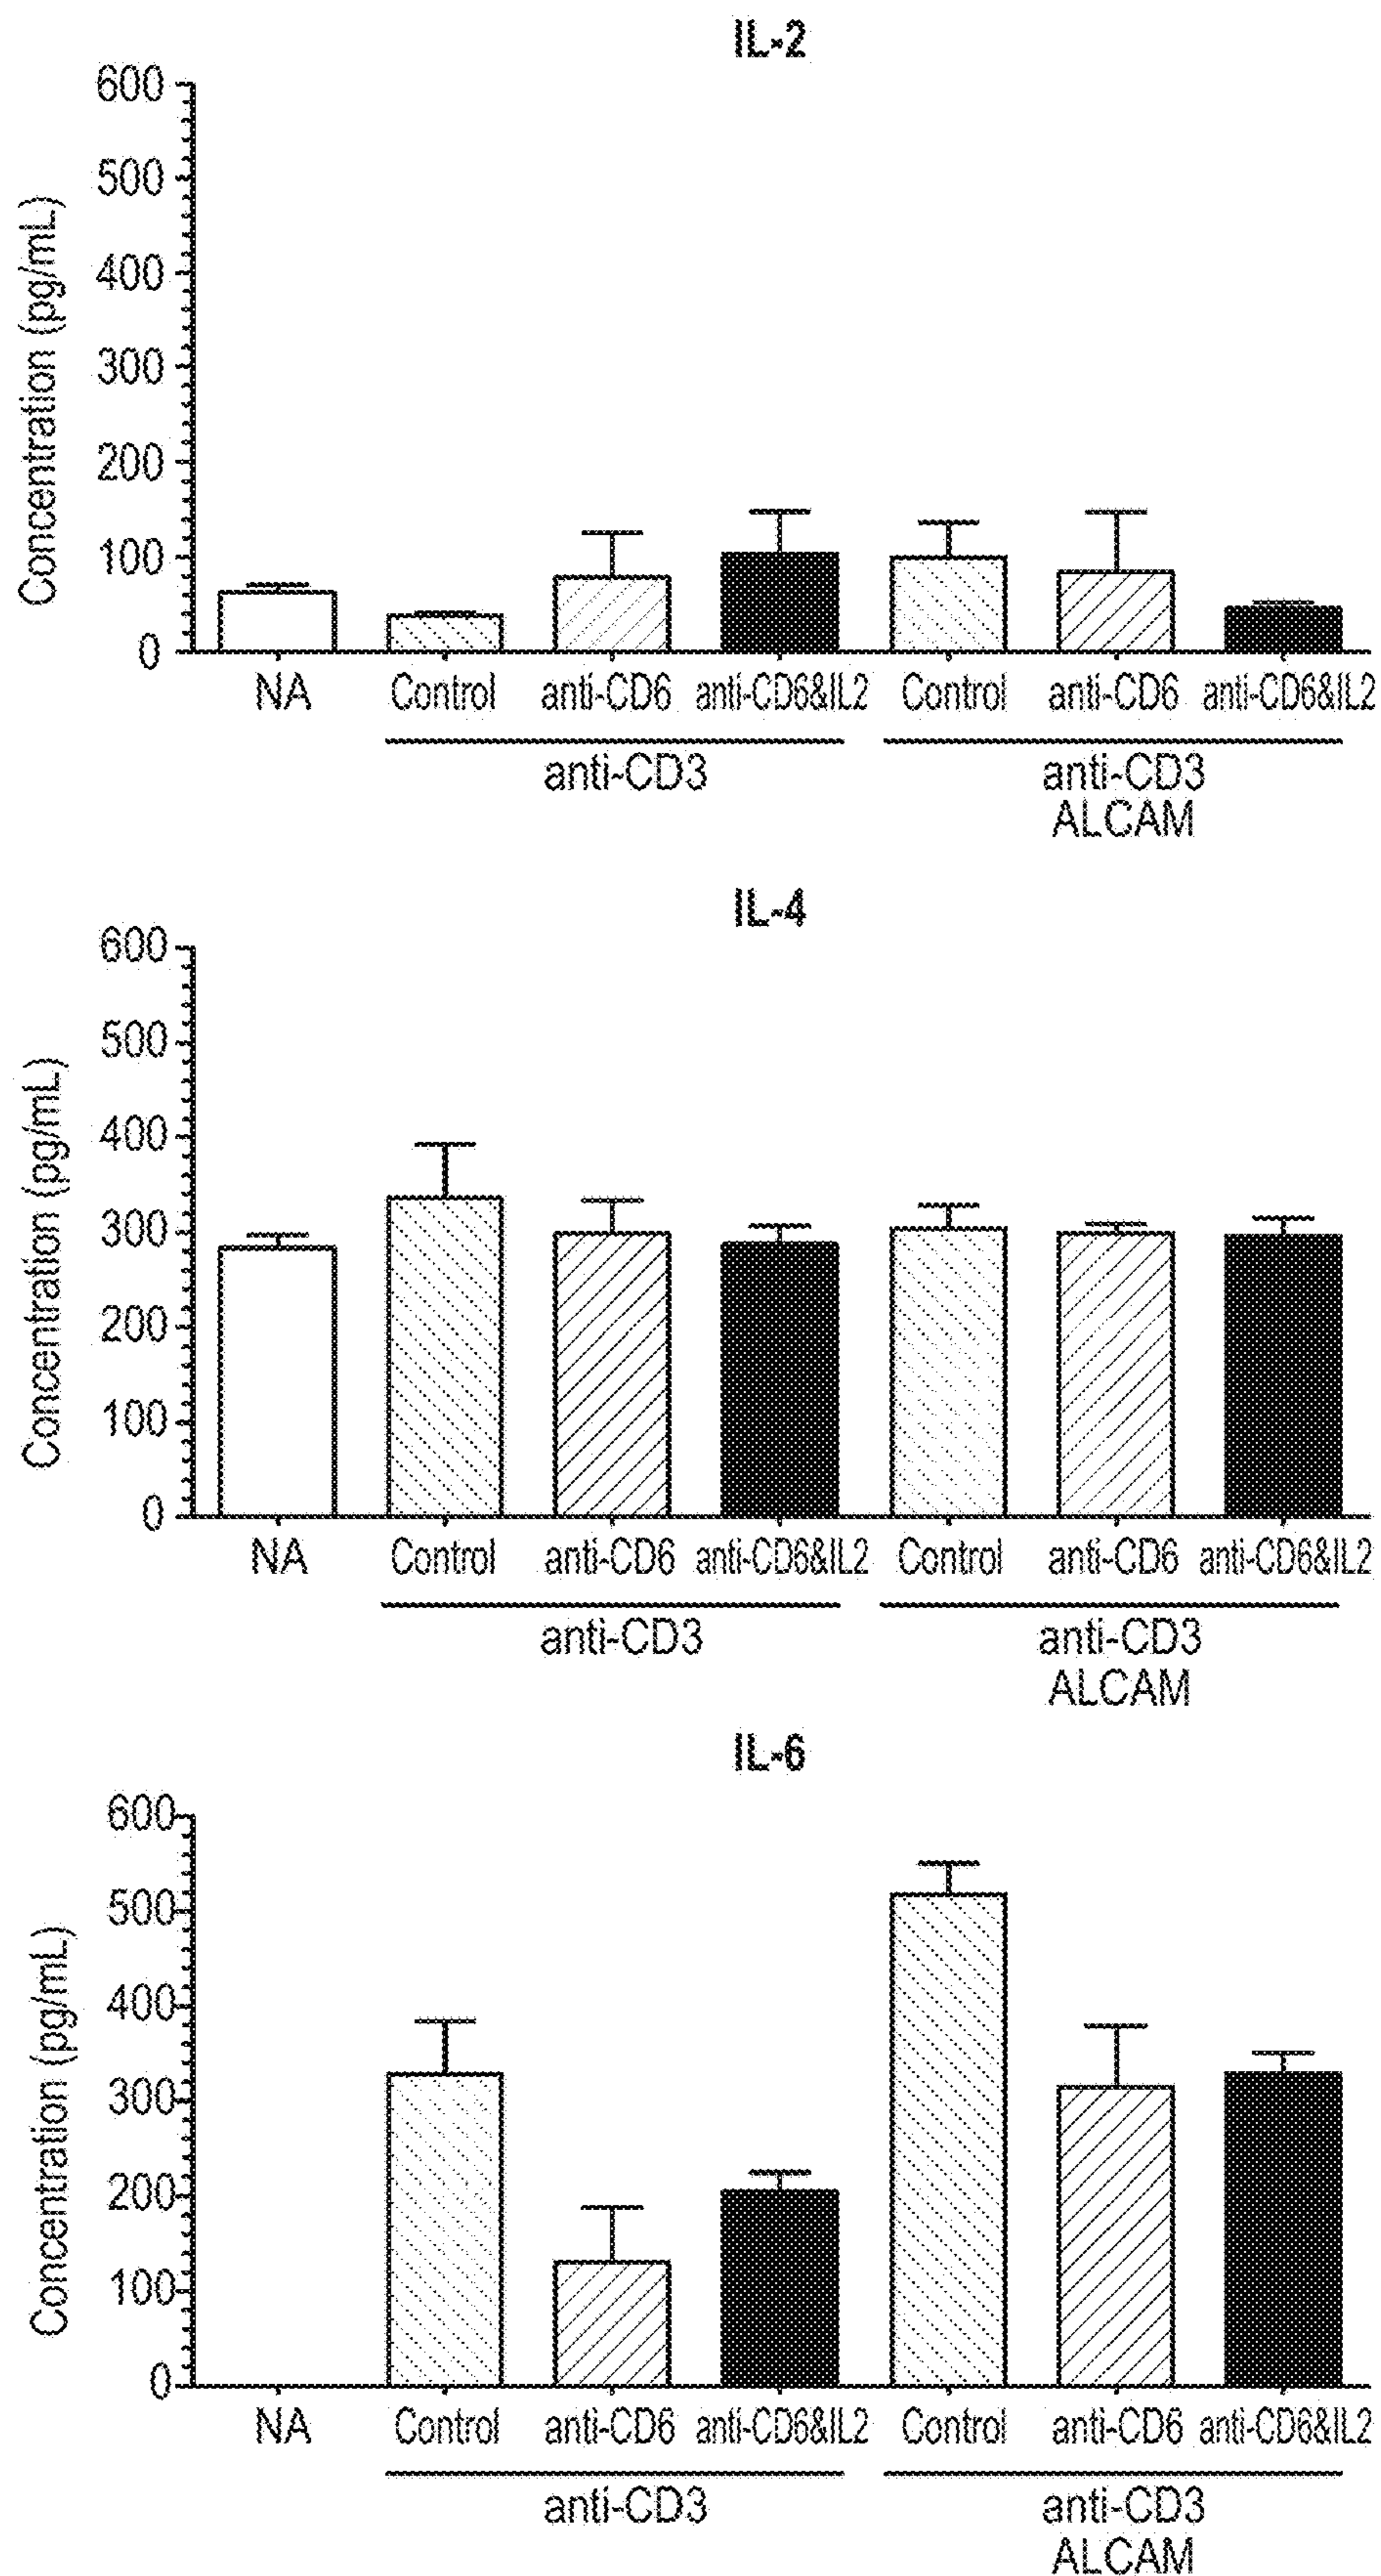 IL-2
Concentration (pg/mL)
600
500
400
300
200
100
0
NA Control anti-CD6 anti-CD6&IL2 Control anti-CD6 anti-CD6&IL2
anti-CD3 anti-CD3
ALCAM
IL-4
Concentration (pg/mL)
600
500
400
300
200
100
0
NA Control anti-CD6 anti-CD6&IL2 Control anti-CD6 anti-CD6&IL2
anti-CD3 anti-CD3
ALCAM
IL-6
Concentration (pg/mL)
600
500
400
300
200
100
0
NA Control anti-CD6 anti-CD6&IL2 Control anti-CD6 anti-CD6&IL2
anti-CD3 anti-CD3
ALCAM